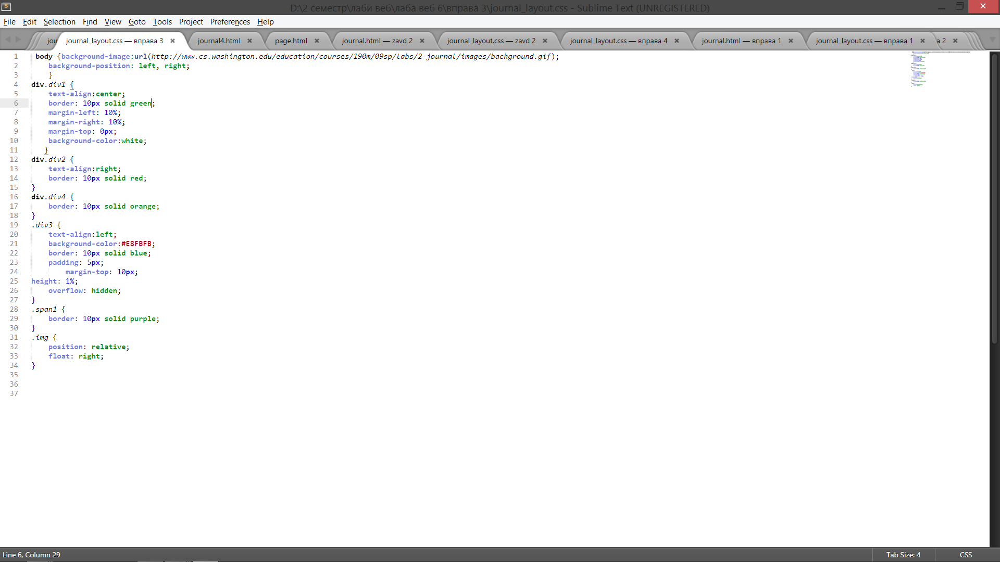 D:\2 семестр\лаби веб\лаба веб 6\вправа 3\journal_layout.css - Sublime Text (UNREGISTERED)
File Edit Selection Find View Goto Tools Project Preferences Help
jou journal_layout.css — вправа 3 journal4.html page.html journal.html — zavd 2 journal_layout.css — zavd 2 journal_layout.css — вправа 4 journal.html — вправа 1 journal_layout.css — вправа 1 а 2
1 body {background-image:url(http://www.cs.washington.edu/education/courses/190m/09sp/labs/2-journal/images/background.gif);
2 background-position: left, right;
3 }
4 div.div1 {
5 text-align:center;
6 border: 10px solid green;
7 margin-left: 10%;
8 margin-right: 10%;
9 margin-top: 0px;
10 background-color:white;
11 }
12 div.div2 {
13 text-align:right;
14 border: 10px solid red;
15 }
16 div.div4 {
17 border: 10px solid orange;
18 }
19 .div3 {
20 text-align:left;
21 background-color:#E8FBFB;
22 border: 10px solid blue;
23 padding: 5px;
24 margin-top: 10px;
25 height: 1%;
26 overflow: hidden;
27 }
28 .span1 {
29 border: 10px solid purple;
30 }
31 .img {
32 position: relative;
33 float: right;
34 }
35
36
37
Line 6, Column 29 Tab Size: 4 CSS